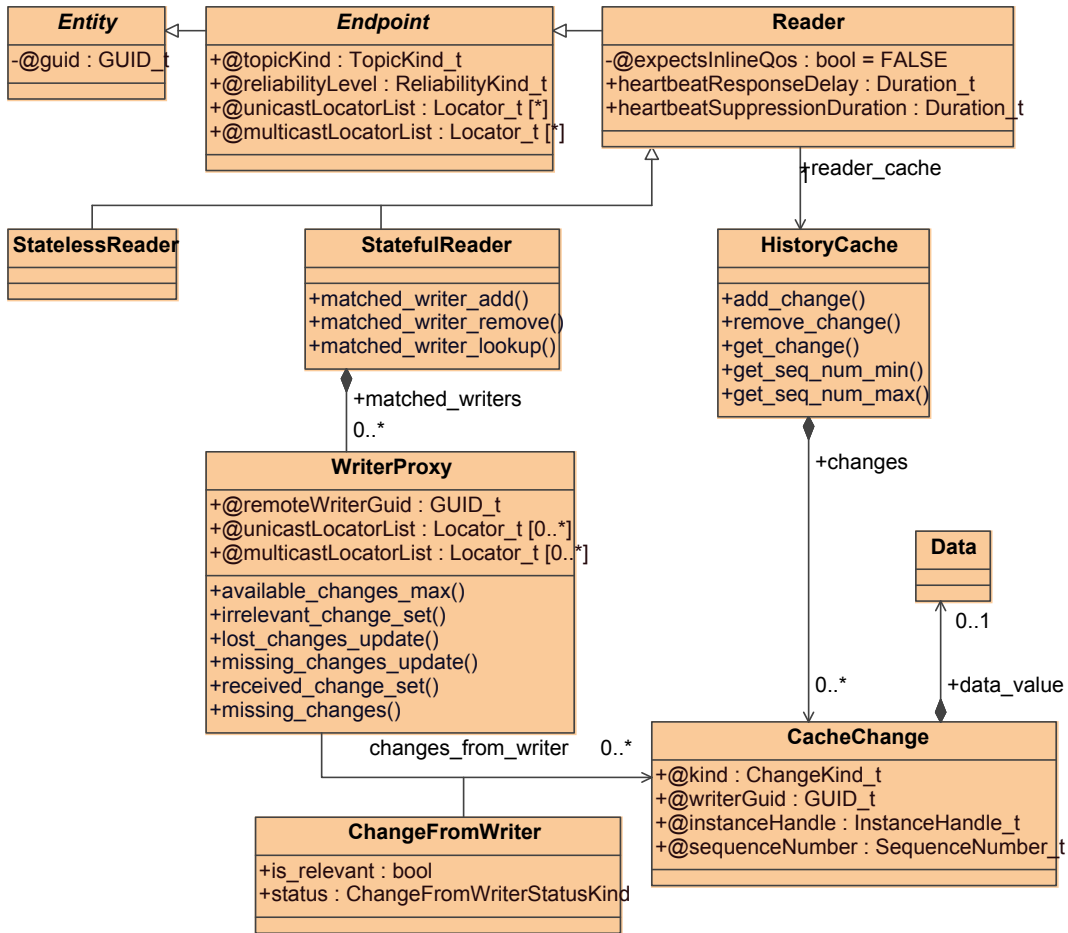 Entity
-@guid : GUID_t
Endpoint
+@topicKind : TopicKind_t
+@reliabilityLevel : ReliabilityKind_t
+@unicastLocatorList : Locator_t [*]
+@multicastLocatorList : Locator_t [*]
Reader
-@expectsInlineQos : bool = FALSE
+heartbeatResponseDelay : Duration_t
+heartbeatSuppressionDuration : Duration_t
+reader_cache
1
StatelessReader
StatefulReader
+matched_writer_add()
+matched_writer_remove()
+matched_writer_lookup()
HistoryCache
+add_change()
+remove_change()
+get_change()
+get_seq_num_min()
+get_seq_num_max()
+matched_writers
0..*
+changes
0..*
WriterProxy
+@remoteWriterGuid : GUID_t
+@unicastLocatorList : Locator_t [0..*]
+@multicastLocatorList : Locator_t [0..*]
+available_changes_max()
+irrelevant_change_set()
+lost_changes_update()
+missing_changes_update()
+received_change_set()
+missing_changes()
Data
0..1
+data_value
changes_from_writer
0..*
CacheChange
+@kind : ChangeKind_t
+@writerGuid : GUID_t
+@instanceHandle : InstanceHandle_t
+@sequenceNumber : SequenceNumber_t
ChangeFromWriter
+is_relevant : bool
+status : ChangeFromWriterStatusKind